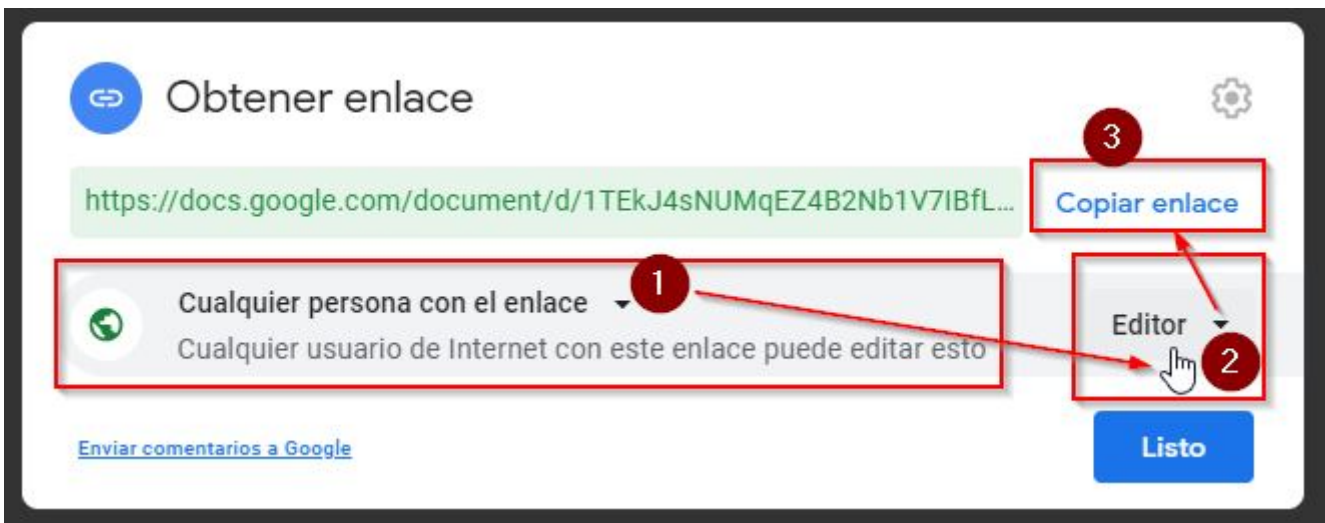 Obtener enlace
3
https://docs.google.com/document/d/1TEkJ4sNUMqEZ4B2Nb1V7IBfL...
Copiar enlace
Cualquier persona con el enlace
1
Cualquier usuario de Internet con este enlace puede editar esto
Editor
2
Enviar comentarios a Google
Listo